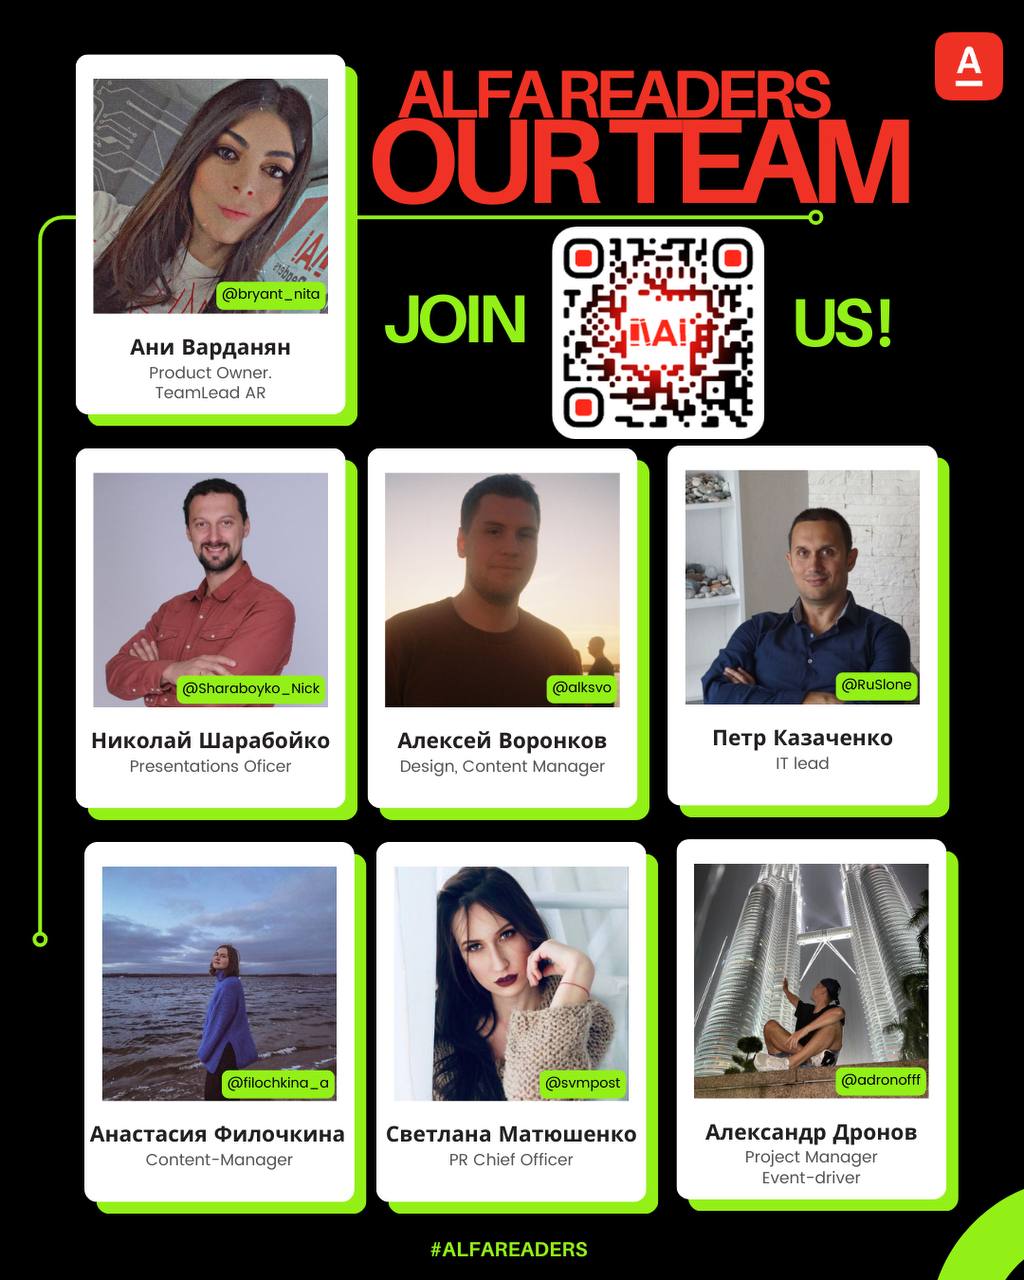 A
ALFA READERS
OUR TEAM
JOIN
US!
@bryant_nita
Ани Варданян
Product Owner.
TeamLead AR
@Sharaboyko_Nick
Николай Шарабойко
Presentations Oficer
@alksvo
Алексей Воронков
Design, Content Manager
@RuSlone
Петр Казаченко
IT lead
@filochkina_a
Анастасия Филочкина
Content-Manager
@svmpost
Светлана Матюшенко
PR Chief Officer
@adronofff
Александр Дронов
Project Manager
Event-driver
#ALFAREADERS